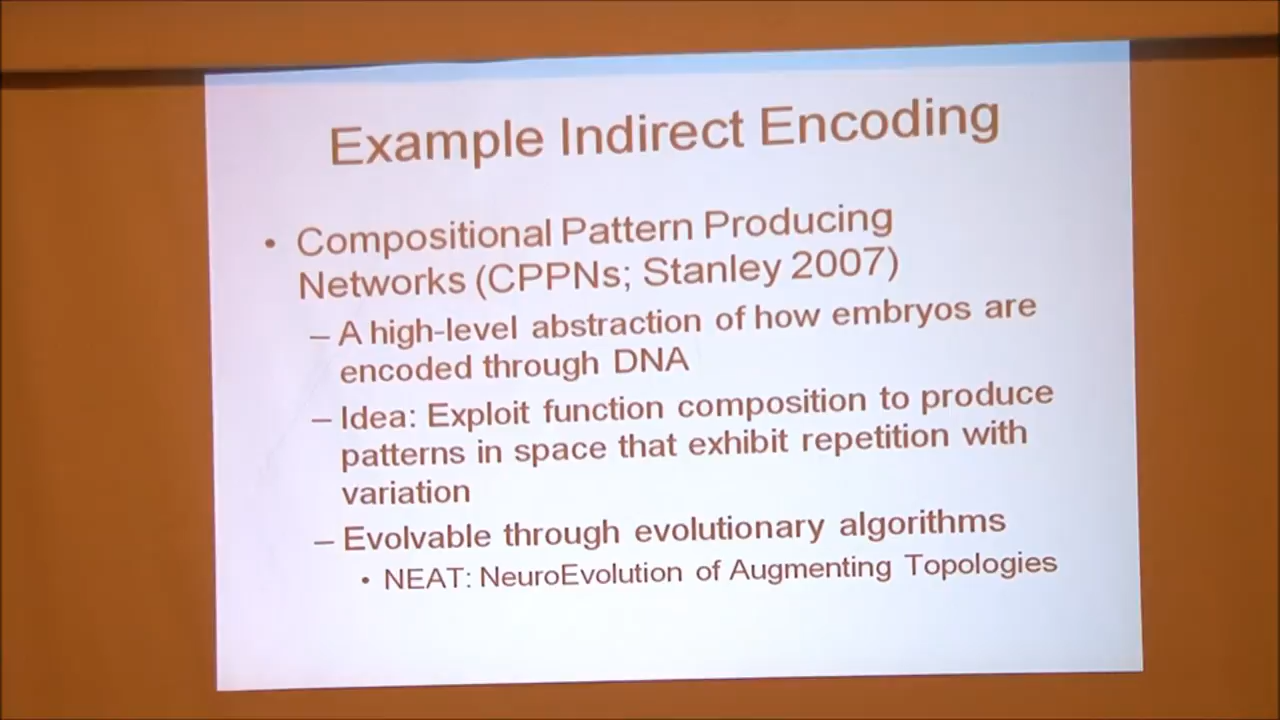 Example Indirect Encoding
• Compositional Pattern Producing
Networks (CPPNs; Stanley 2007)
– A high-level abstraction of how embryos are
encoded through DNA
– Idea: Exploit function composition to produce
patterns in space that exhibit repetition with
variation
– Evolvable through evolutionary algorithms
• NEAT: NeuroEvolution of Augmenting Topologies